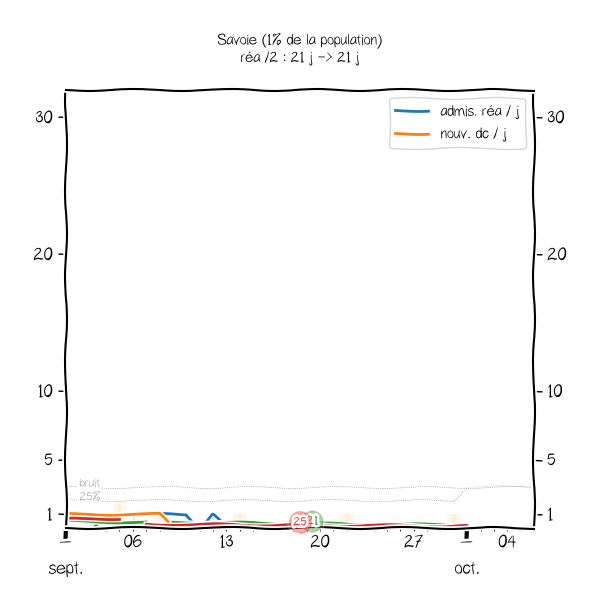 Savoie (1% de la population)
réa /2 : 21 j -> 21 j
admis. réa / j
nouv. dc / j
30
30
20
20
10
10
5
5
bruit
25%
1
1
25
21
06
13
20
27
04
sept.
oct.